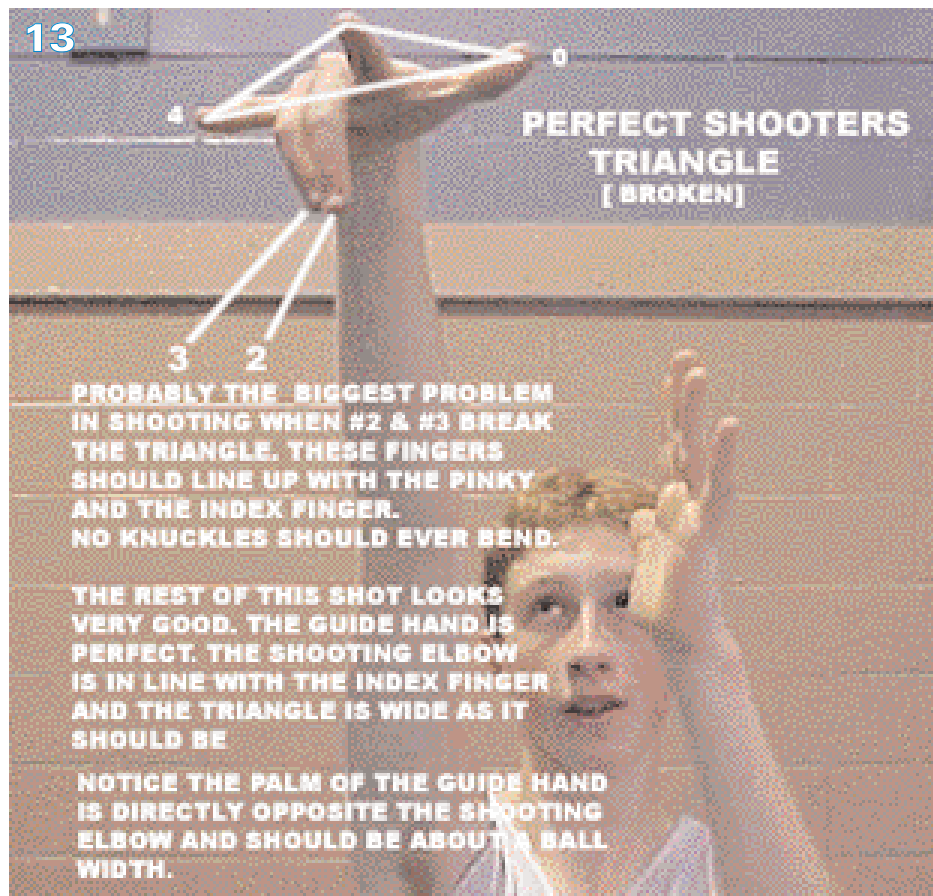 13
0
4
PERFECT SHOOTERS
TRIANGLE
[ BROKEN]
3 2
PROBABLY THE BIGGEST PROBLEM
IN SHOOTING WHEN #2 & #3 BREAK
THE TRIANGLE. THESE FINGERS
SHOULD LINE UP WITH THE PINKY
AND THE INDEX FINGER.
NO KNUCKLES SHOULD EVER BEND.
THE REST OF THIS SHOT LOOKS
VERY GOOD. THE GUIDE HAND IS
PERFECT. THE SHOOTING ELBOW
IS IN LINE WITH THE INDEX FINGER
AND THE TRIANGLE IS WIDE AS IT
SHOULD BE
NOTICE THE PALM OF THE GUIDE HAND
IS DIRECTLY OPPOSITE THE SHOOTING
ELBOW AND SHOULD BE ABOUT A BALL
WIDTH.